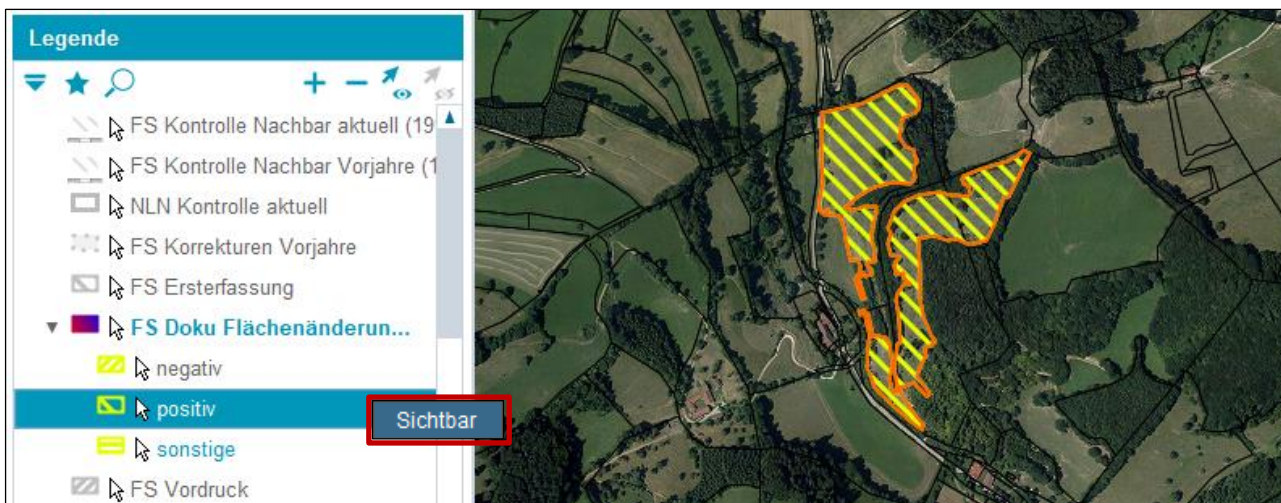 Legende
FS Kontrolle Nachbar aktuell (19
FS Kontrolle Nachbar Vorjahre (1
NLN Kontrolle aktuell
FS Korrekturen Vorjahre
FS Ersterfassung
FS Doku Flächenänderun...
negativ
positiv
Sichtbar
sonstige
FS Vordruck